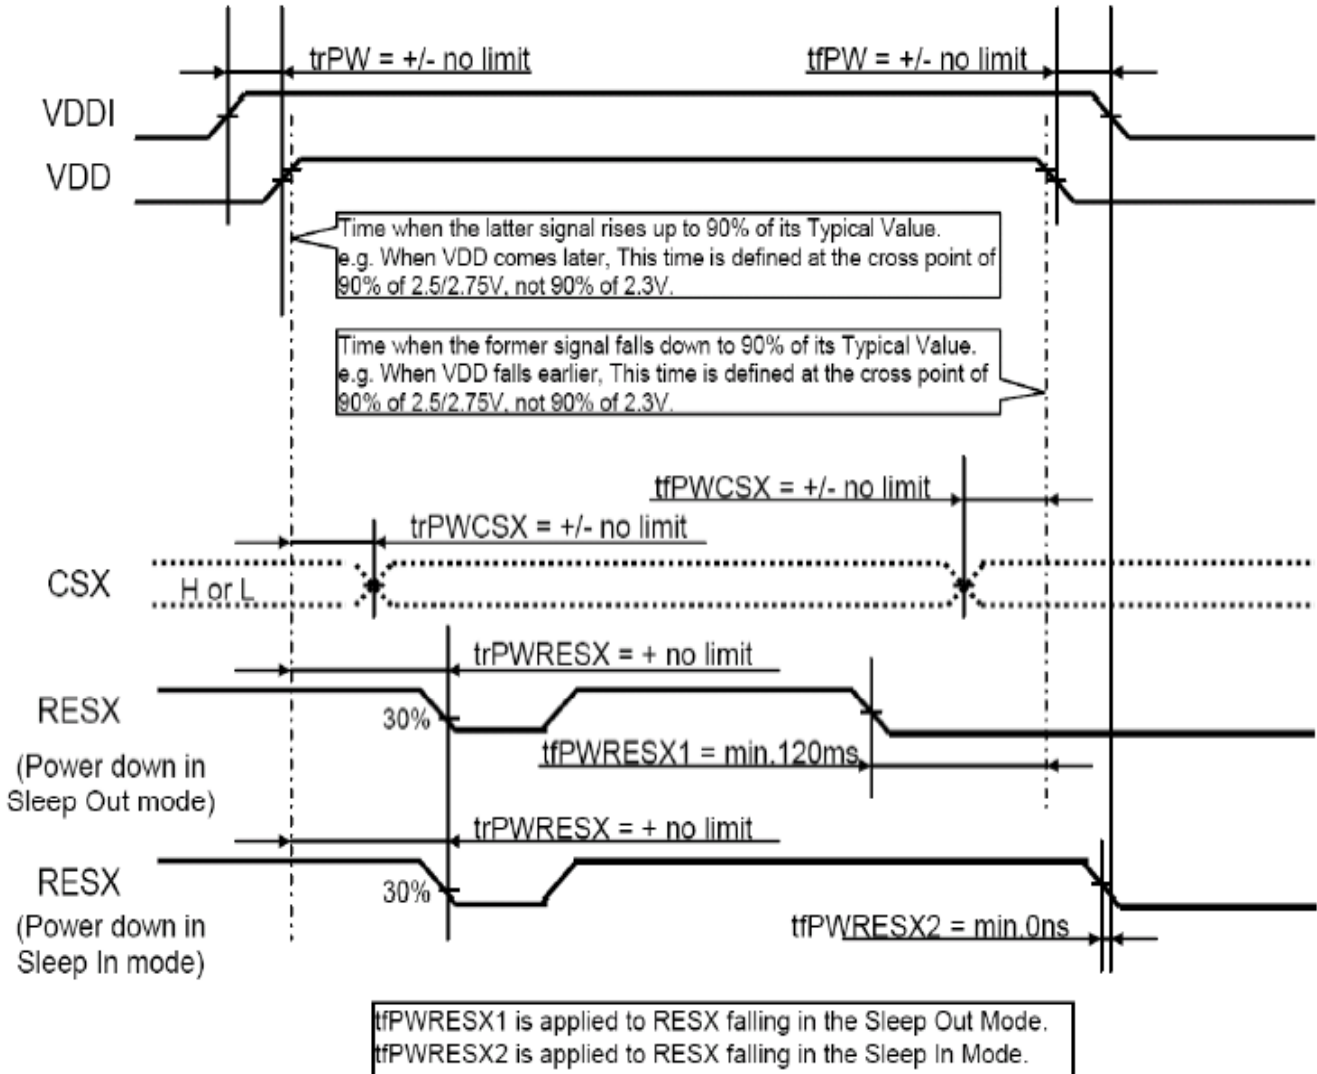 trPW = +/- no limit
tfPW = +/- no limit
VDDI
VDD
Time when the latter signal rises up to 90% of its Typical Value.
e.g. When VDD comes later, This time is defined at the cross point of
90% of 2.5/2.75V, not 90% of 2.3V.
Time when the former signal falls down to 90% of its Typical Value.
e.g. When VDD falls earlier, This time is defined at the cross point of
90% of 2.5/2.75V, not 90% of 2.3V.
tfPWCSX = +/- no limit
trPWCSX = +/- no limit
CSX
H or L
trPWRESX = + no limit
RESX
30%
(Power down in
Sleep Out mode)
tfPWRESX1 = min.120ms
trPWRESX = + no limit
RESX
30%
(Power down in
Sleep In mode)
tfPWRESX2 = min.0ns
tfPWRESX1 is applied to RESX falling in the Sleep Out Mode.
tfPWRESX2 is applied to RESX falling in the Sleep In Mode.